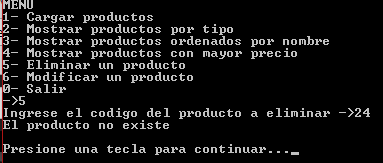 MENU
1- Cargar productos
2- Mostrar productos por tipo
3- Mostrar productos ordenados por nombre
4- Mostrar productos con mayor precio
5- Eliminar un producto
6- Modificar un producto
0- Salir
->5
Ingrese el codigo del producto a eliminar ->24
El producto no existe
Presione una tecla para continuar..._